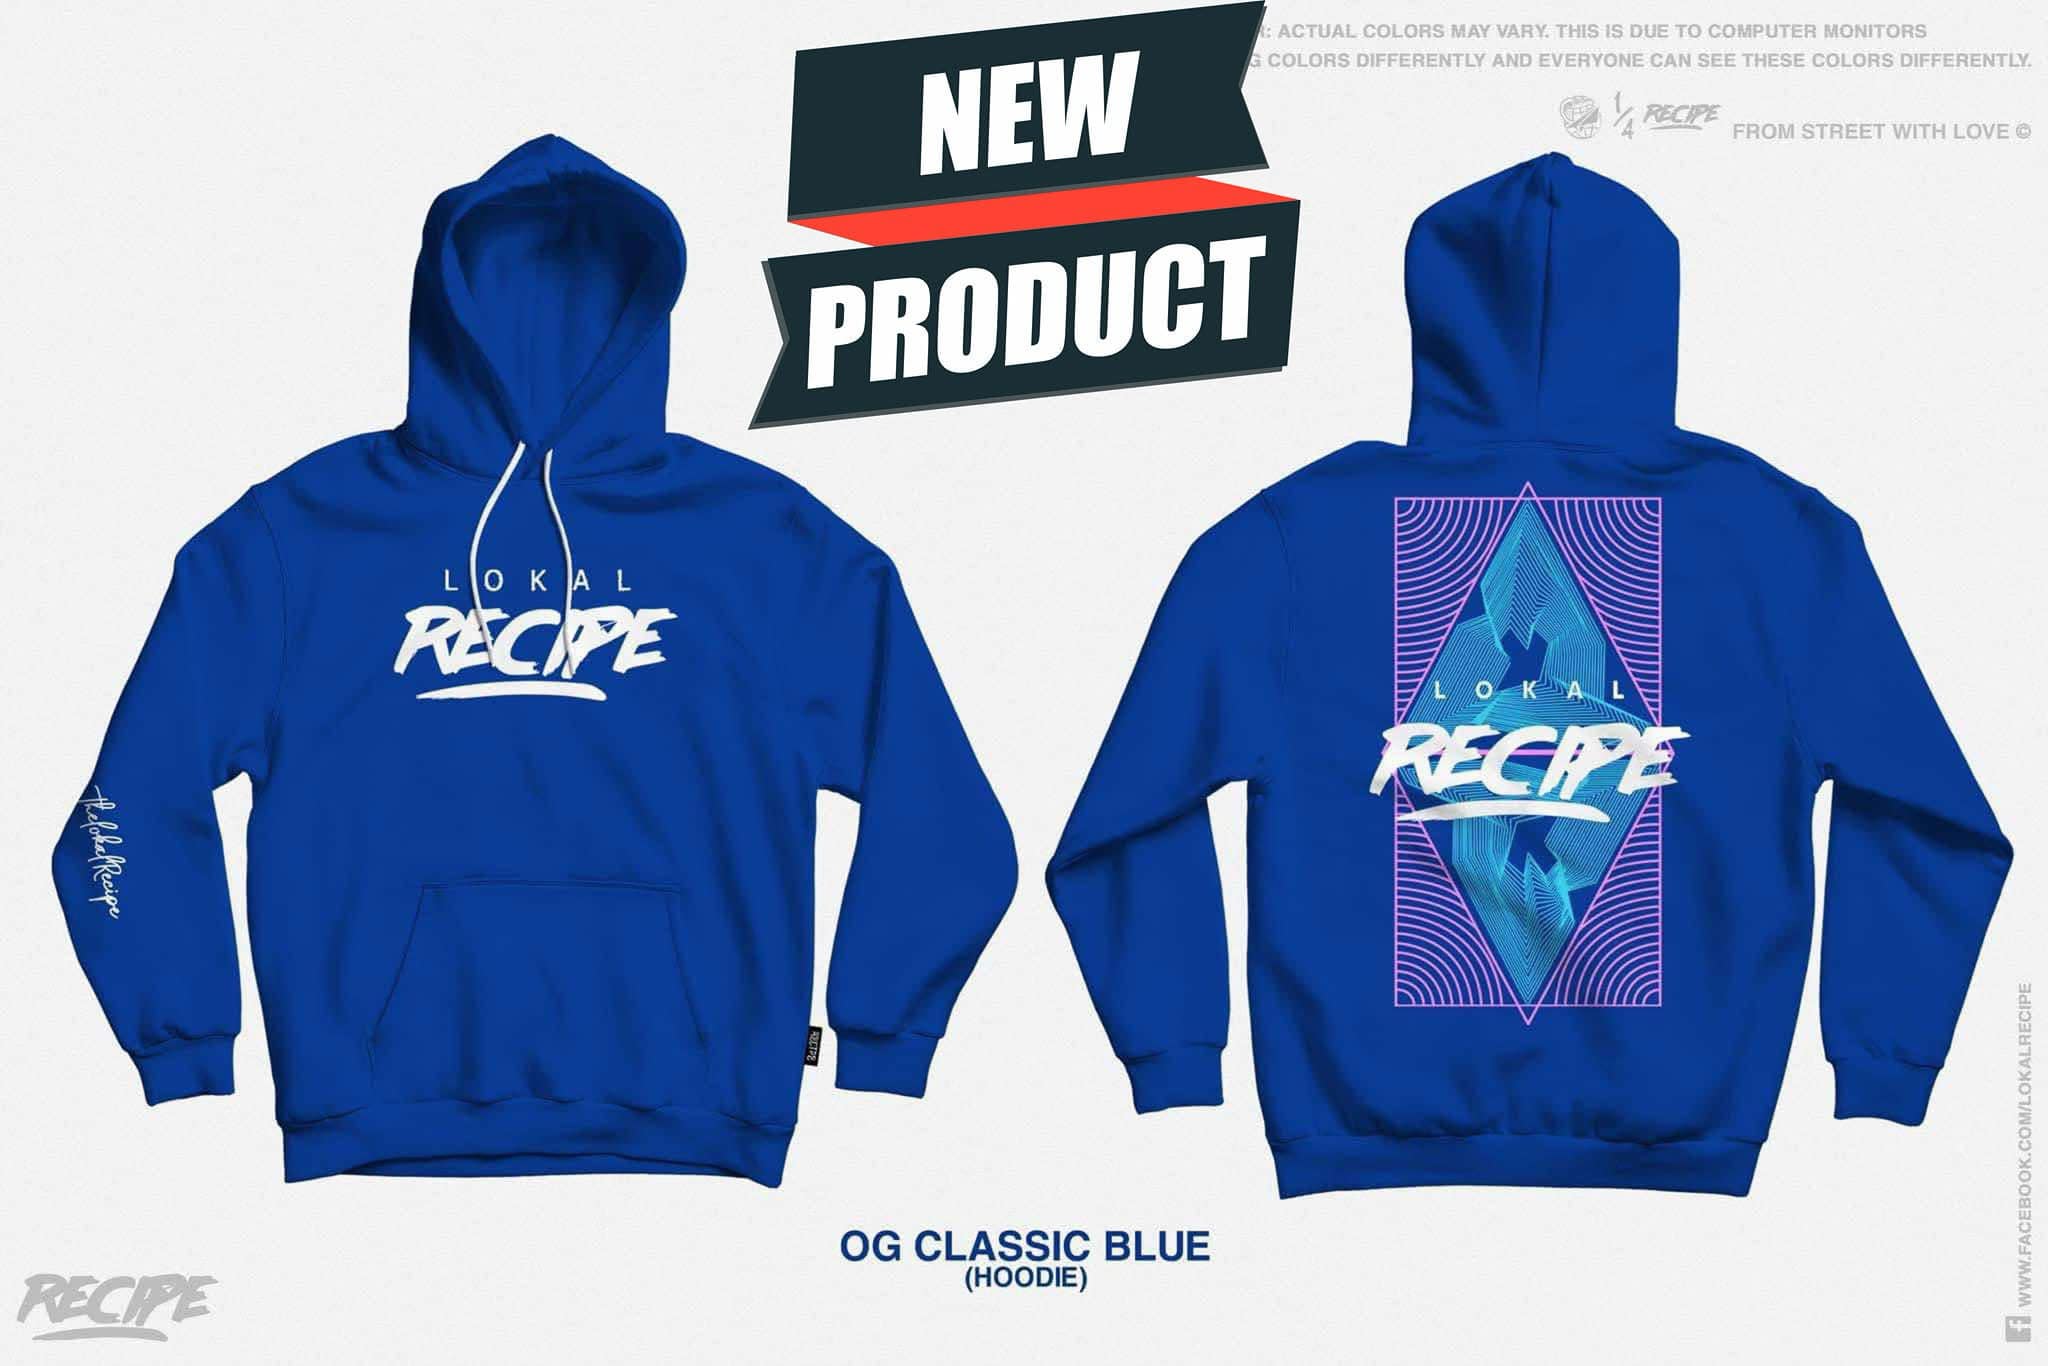 NEW
PRODUCT
R: ACTUAL COLORS MAY VARY. THIS IS DUE TO COMPUTER MONITORS
G COLORS DIFFERENTLY AND EVERYONE CAN SEE THESE COLORS DIFFERENTLY.
1/4 RECIPE FROM STREET WITH LOVE ©
LOKAL
RECIPE
TheLokalRecipe
RECIPE
LOKAL
RECIPE
OG CLASSIC BLUE
(HOODIE)
RECIPE
WWW.FACEBOOK.COM/LOKALRECIPE